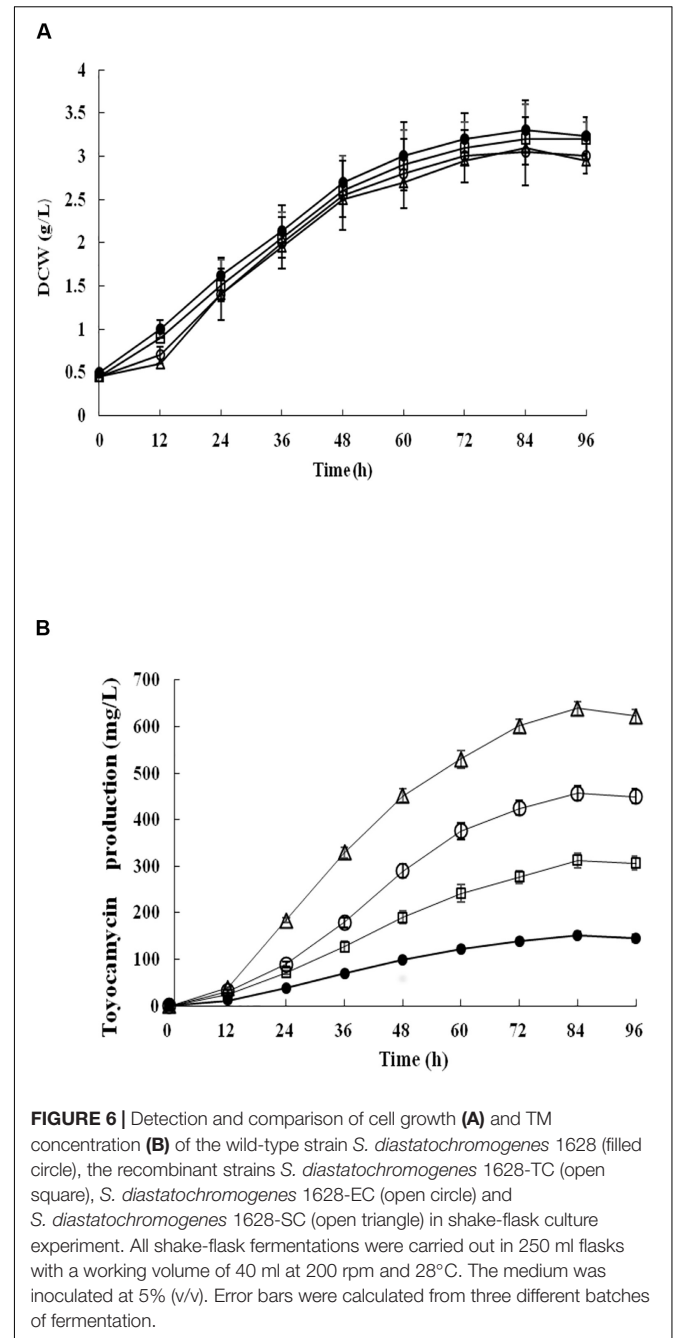 A
4
3.5
3
2.5
2
1.5
1
0.5
0
DCW (g/L)
0 12 24 36 48 60 72 84 96
Time (h)
B
700
600
500
400
300
200
100
0
Toyocamycin production (mg/L)
0 12 24 36 48 60 72 84 96
Time (h)
FIGURE 6 | Detection and comparison of cell growth (A) and TM
concentration (B) of the wild-type strain S. diastatochromogenes 1628 (filled
circle), the recombinant strains S. diastatochromogenes 1628-TC (open
square), S. diastatochromogenes 1628-EC (open circle) and
S. diastatochromogenes 1628-SC (open triangle) in shake-flask culture
experiment. All shake-flask fermentations were carried out in 250 ml flasks
with a working volume of 40 ml at 200 rpm and 28°C. The medium was
inoculated at 5% (v/v). Error bars were calculated from three different batches
of fermentation.